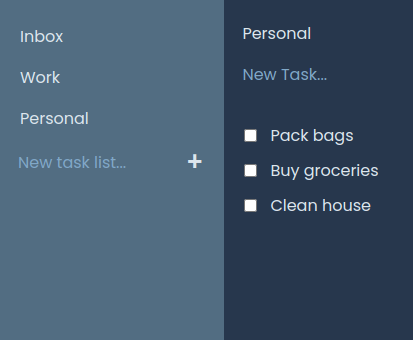 Inbox
Work
Personal
New task list...
+
Personal
New Task...
Pack bags
Buy groceries
Clean house